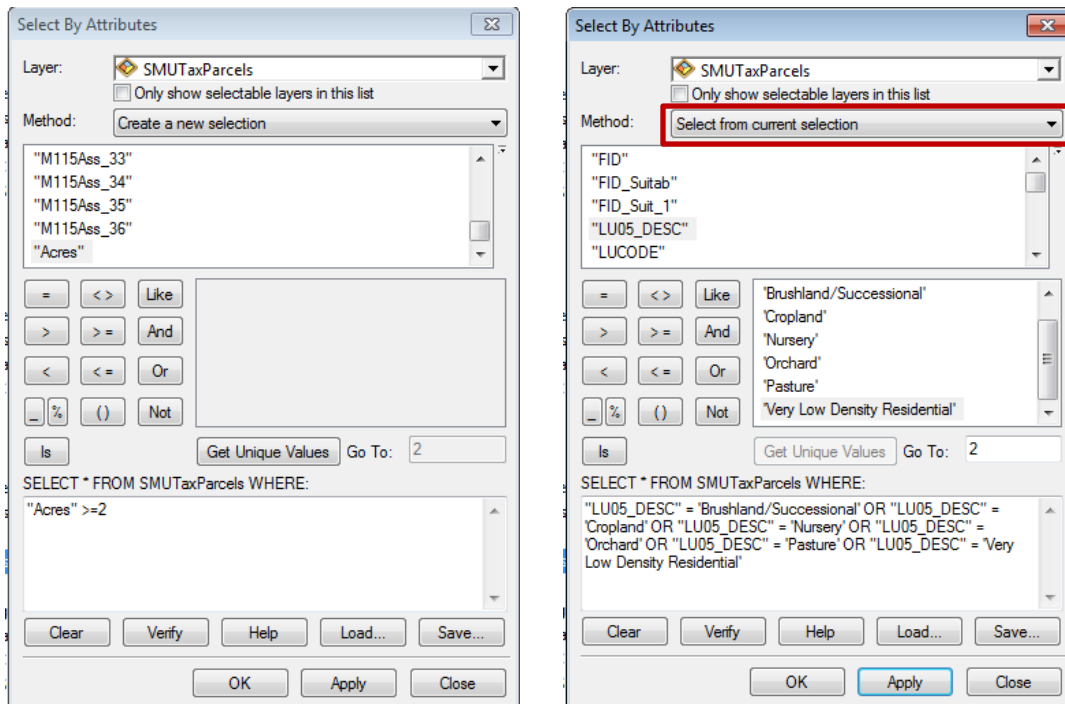 Select By Attributes
Layer:
SMUTaxParcels
Only show selectable layers in this list
Method:
Create a new selection
"M115Ass_33"
"M115Ass_34"
"M115Ass_35"
"M115Ass_36"
"Acres"
= < > Like
> > = And
< < = Or
_ % ( ) Not
Is
Get Unique Values Go To: 2
SELECT * FROM SMUTaxParcels WHERE:
"Acres" >=2
Clear Verify Help Load... Save...
OK Apply Close
Select By Attributes
Layer:
SMUTaxParcels
Only show selectable layers in this list
Method:
Select from current selection
"FID"
"FID_Suitab"
"FID_Suit_1"
"LU05_DESC"
"LUCODE"
= < > Like
> > = And
< < = Or
_ % ( ) Not
Is
'Brushland/Successional'
'Cropland'
'Nursery'
'Orchard'
'Pasture'
'Very Low Density Residential'
Get Unique Values Go To: 2
SELECT * FROM SMUTaxParcels WHERE:
"LU05_DESC" = 'Brushland/Successional' OR "LU05_DESC" =
'Cropland' OR "LU05_DESC" = 'Nursery' OR "LU05_DESC" =
'Orchard' OR "LU05_DESC" = 'Pasture' OR "LU05_DESC" = 'Very
Low Density Residential'
Clear Verify Help Load... Save...
OK Apply Close